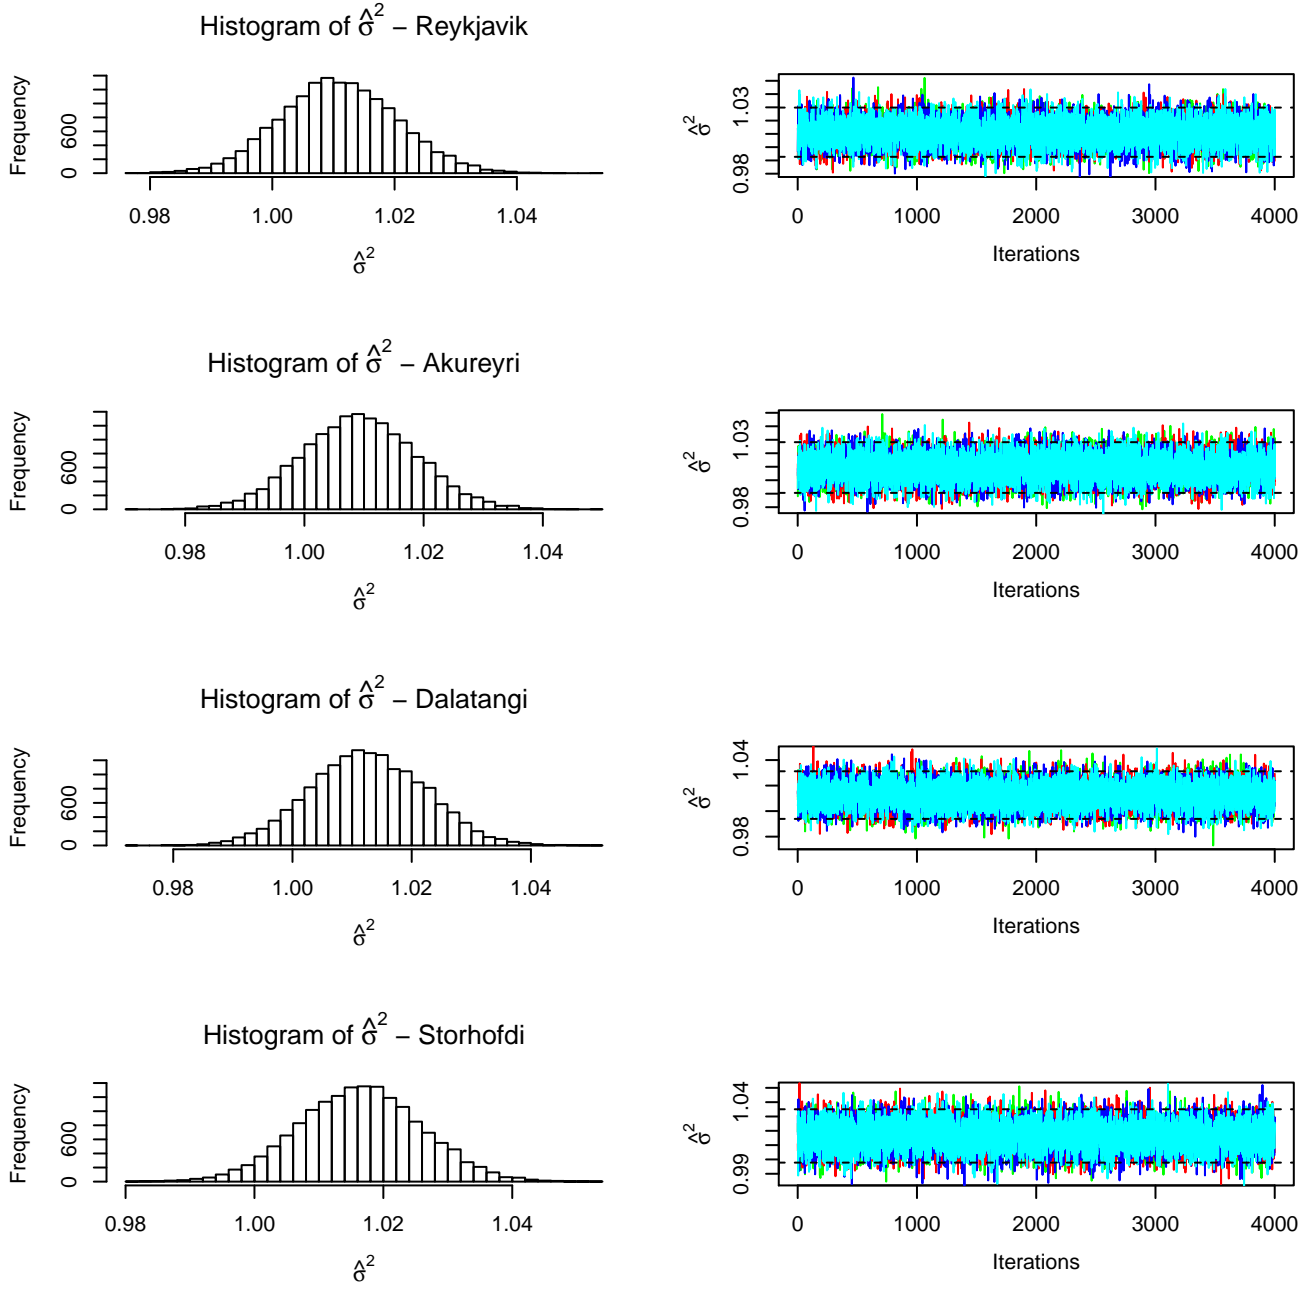 Histogram of σ̂² – Reykjavik
Frequency
0 600
0.98 1.00 1.02 1.04
σ̂²
σ̂²
0.98 1.03
0 1000 2000 3000 4000
Iterations
Histogram of σ̂² – Akureyri
Frequency
0 600
0.98 1.00 1.02 1.04
σ̂²
σ̂²
0.98 1.03
0 1000 2000 3000 4000
Iterations
Histogram of σ̂² – Dalatangi
Frequency
0 600
0.98 1.00 1.02 1.04
σ̂²
σ̂²
0.98 1.04
0 1000 2000 3000 4000
Iterations
Histogram of σ̂² – Storhofdi
Frequency
0 600
0.98 1.00 1.02 1.04
σ̂²
σ̂²
0.99 1.04
0 1000 2000 3000 4000
Iterations